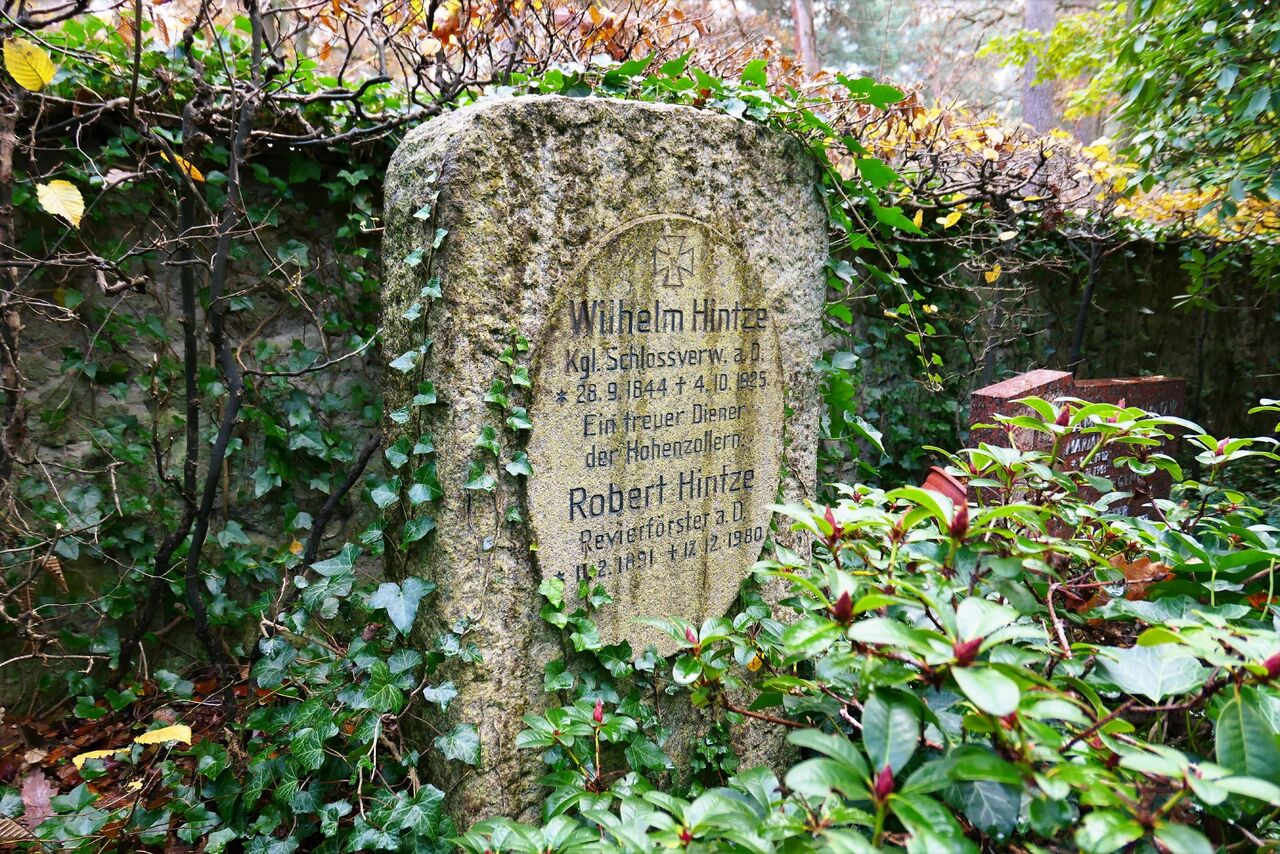 Wilhelm Hintze
Kgl. Schlossverw. a. D.
* 28.9.1844 + 4.10.1925
Ein treuer Diener
der Hohenzollern.
Robert Hintze
Revierförster a. D.
* 11.2.1891 + 12.12.1980